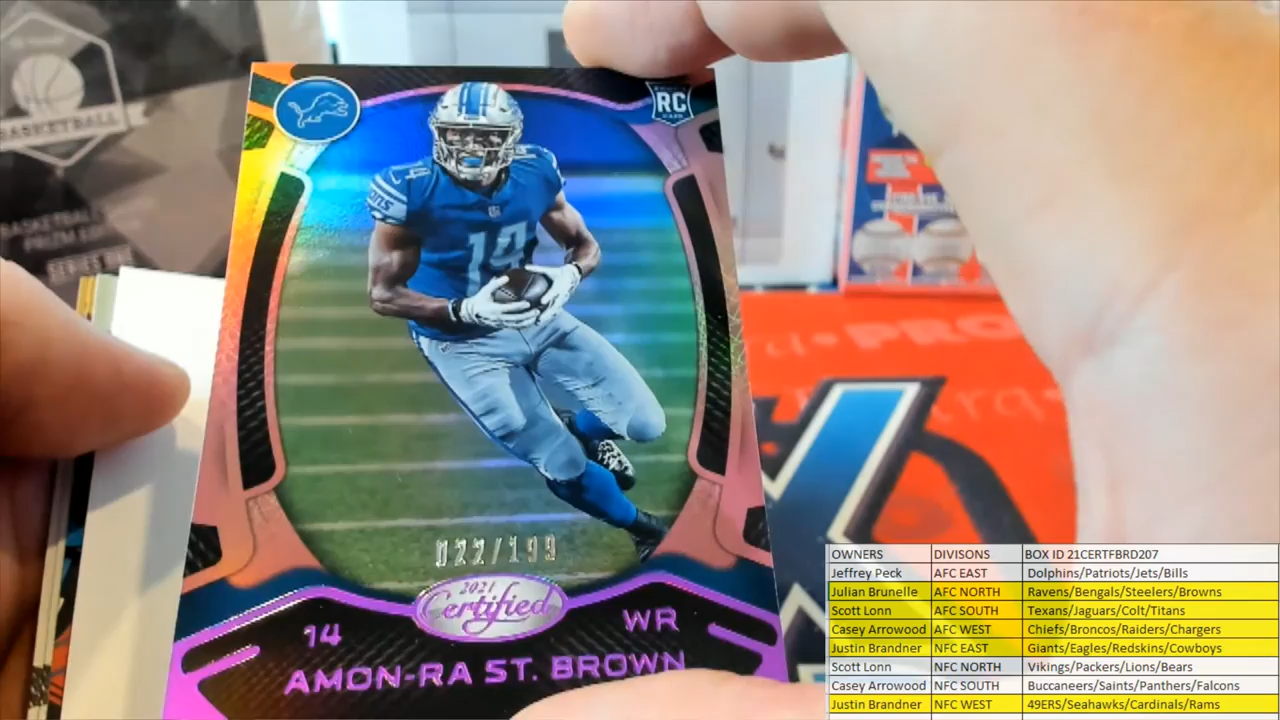 BASKETBALL
RC
14
14
022/199
2021
Certified
14
WR
AMON-RA ST. BROWN
OWNERS DIVISONS BOX ID 21CERTFBRD207
Jeffrey Peck AFC EAST Dolphins/Patriots/Jets/Bills
Julian Brunelle AFC NORTH Ravens/Bengals/Steelers/Browns
Scott Lonn AFC SOUTH Texans/Jaguars/Colt/Titans
Casey Arrowood AFC WEST Chiefs/Broncos/Raiders/Chargers
Justin Brandner NFC EAST Giants/Eagles/Redskins/Cowboys
Scott Lonn NFC NORTH Vikings/Packers/Lions/Bears
Casey Arrowood NFC SOUTH Buccaneers/Saints/Panthers/Falcons
Justin Brandner NFC WEST 49ERS/Seahawks/Cardinals/Rams